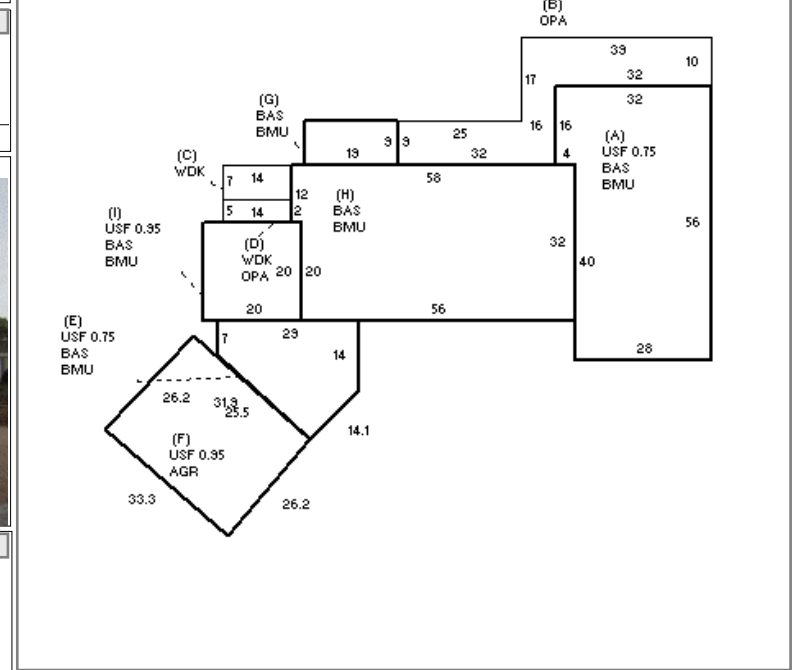 (B)
OPA
39
10
32
17
32
(G)
BAS
BMU
25
16
16
(A)
USF 0.75
BAS
BMU
9
9
19
32
4
(C)
WDK
7
14
58
12
(H)
BAS
BMU
5
14
2
(I)
USF 0.95
BAS
BMU
56
(D)
WDK
OPA
32
40
20
20
20
56
(E)
USF 0.75
BAS
BMU
7
29
14
28
26.2
31.9
25.5
14.1
(F)
USF 0.95
AGR
33.3
26.2